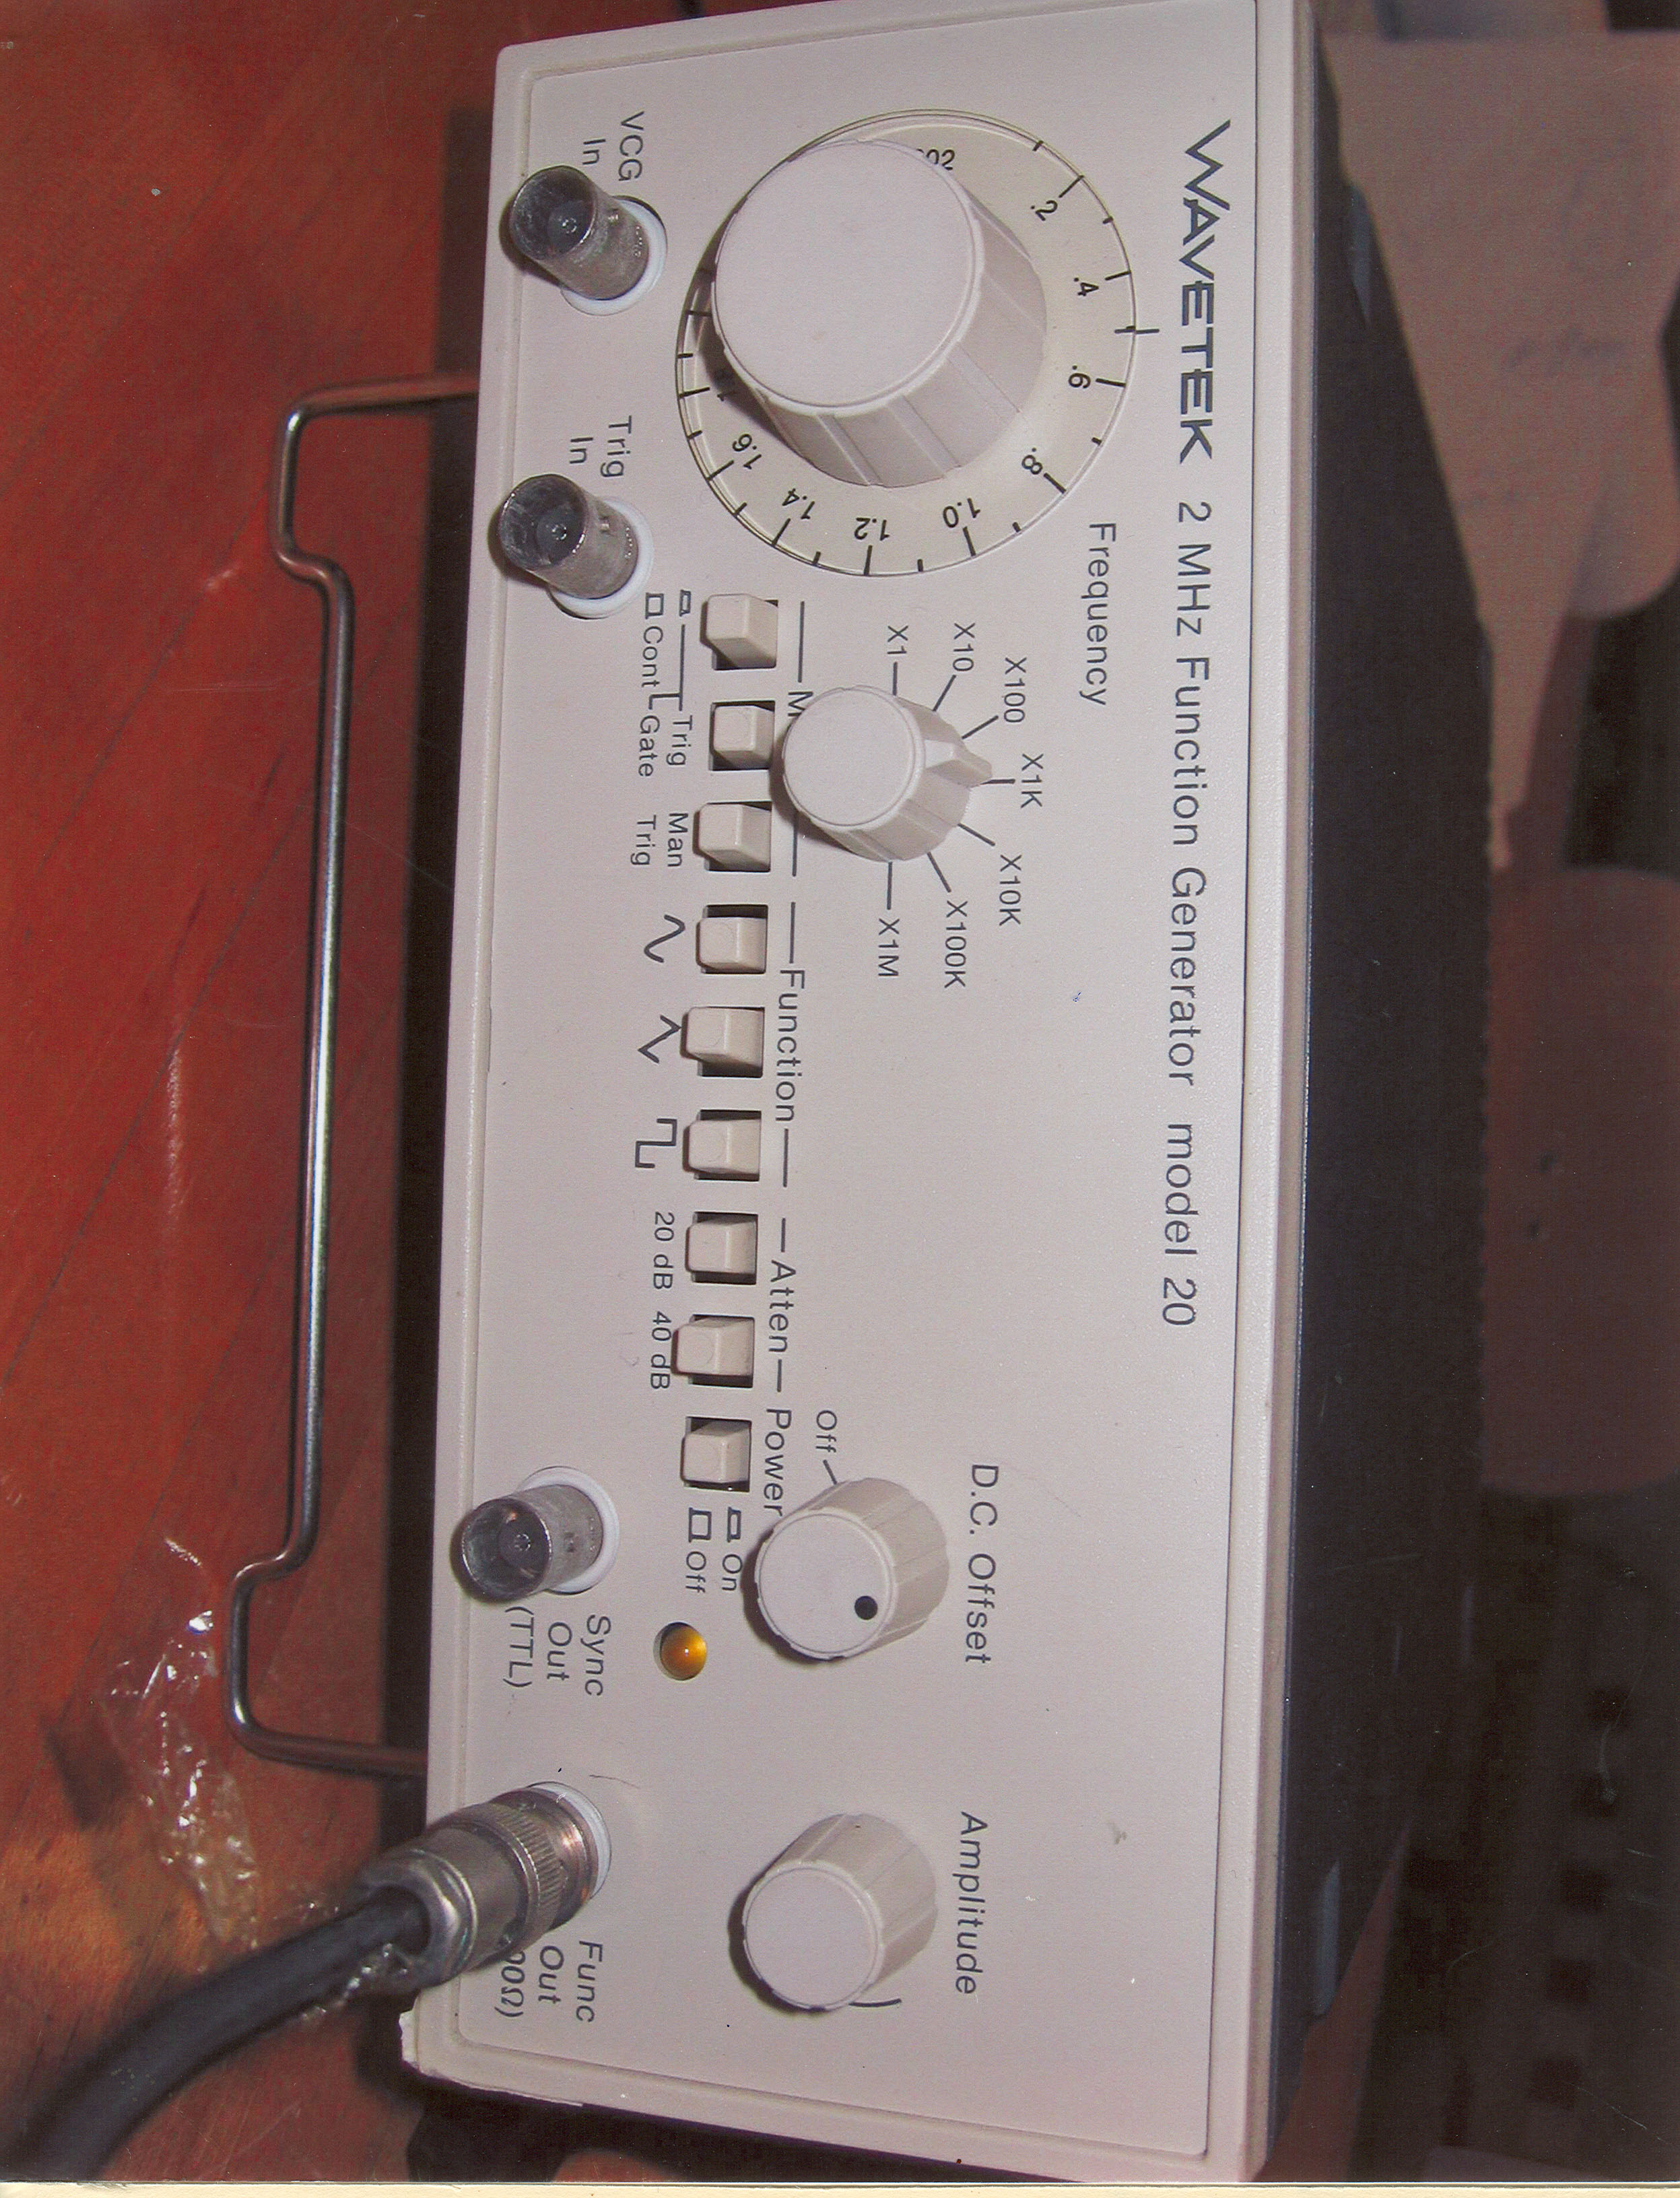 WAVETEK 2 MHz Function Generator model 20
Frequency
.02
.2
.4
.6
.8
1.0
1.2
1.4
1.6
X1
X10
X100
X1K
X10K
X100K
X1M
D.C. Offset
Off
Amplitude
Function
Atten
Power
On
Off
Cont
Trig
Gate
Man
Trig
20 dB
40 dB
VCG
In
Trig
In
Sync
Out
(TTL)
Func
Out